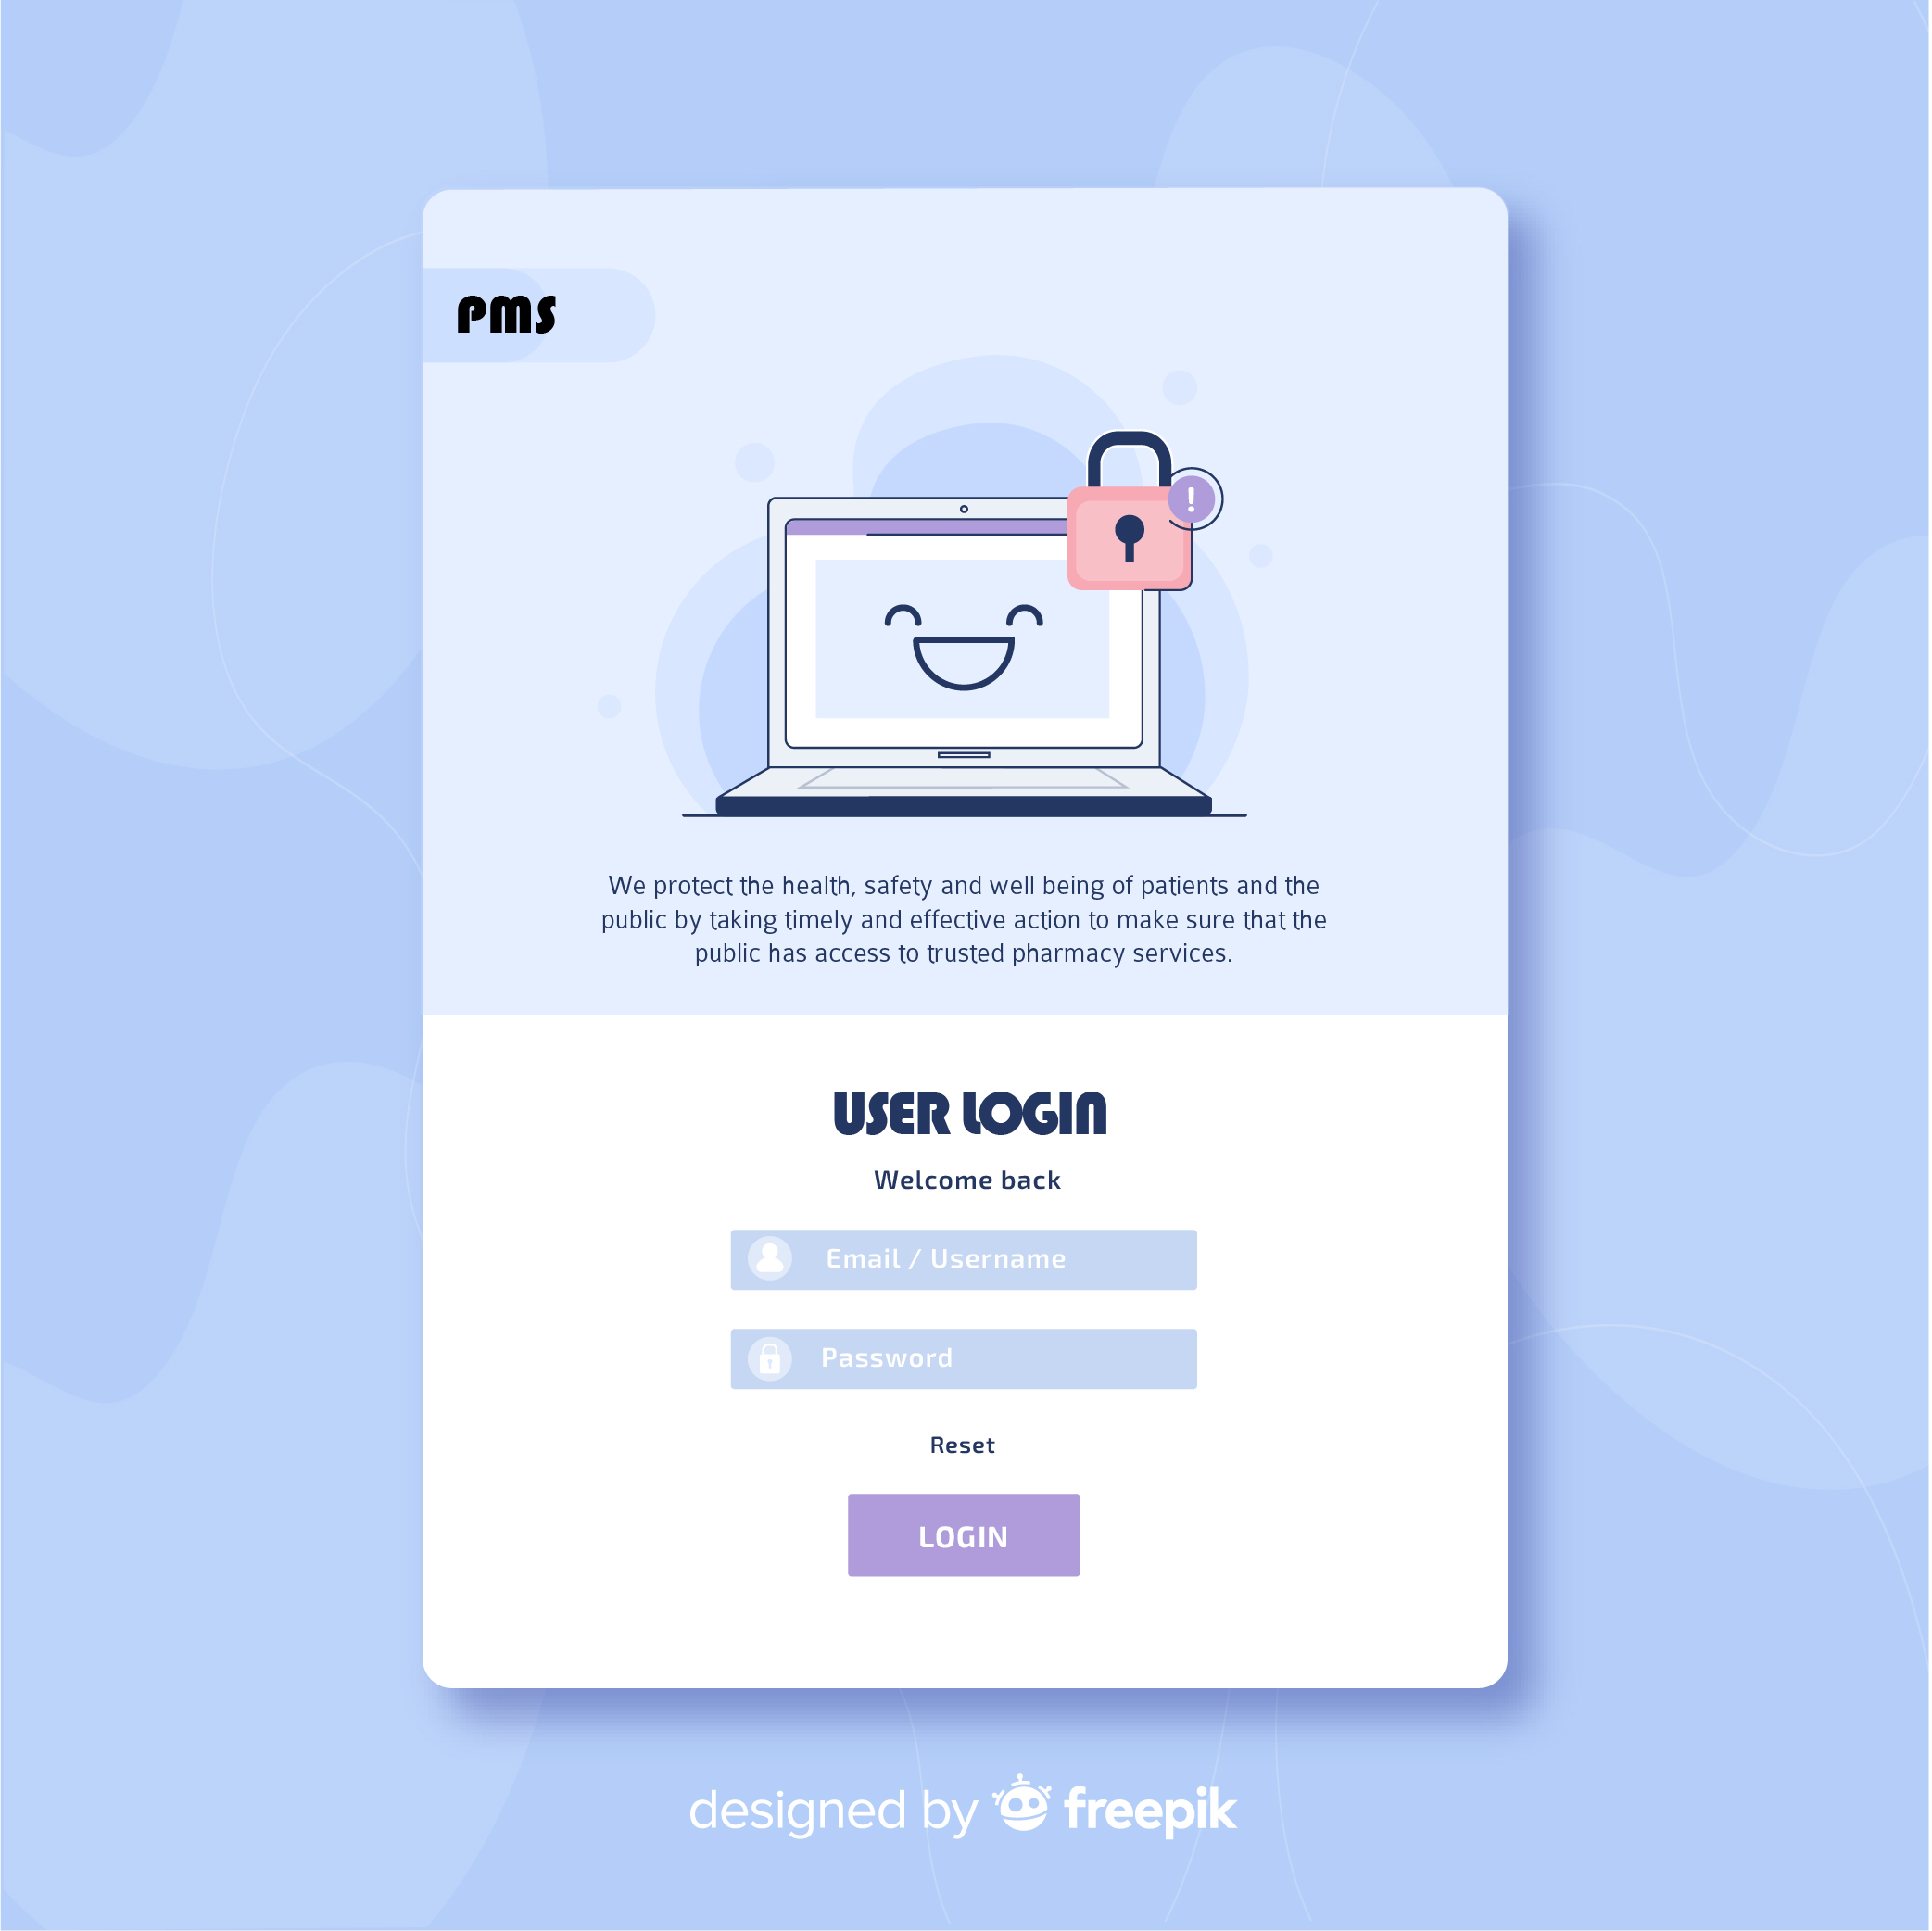 PMS
!
We protect the health, safety and well being of patients and the
public by taking timely and effective action to make sure that the
public has access to trusted pharmacy services.
USER LOGIN
Welcome back
Email / Username
Password
Reset
LOGIN
designed by freepik